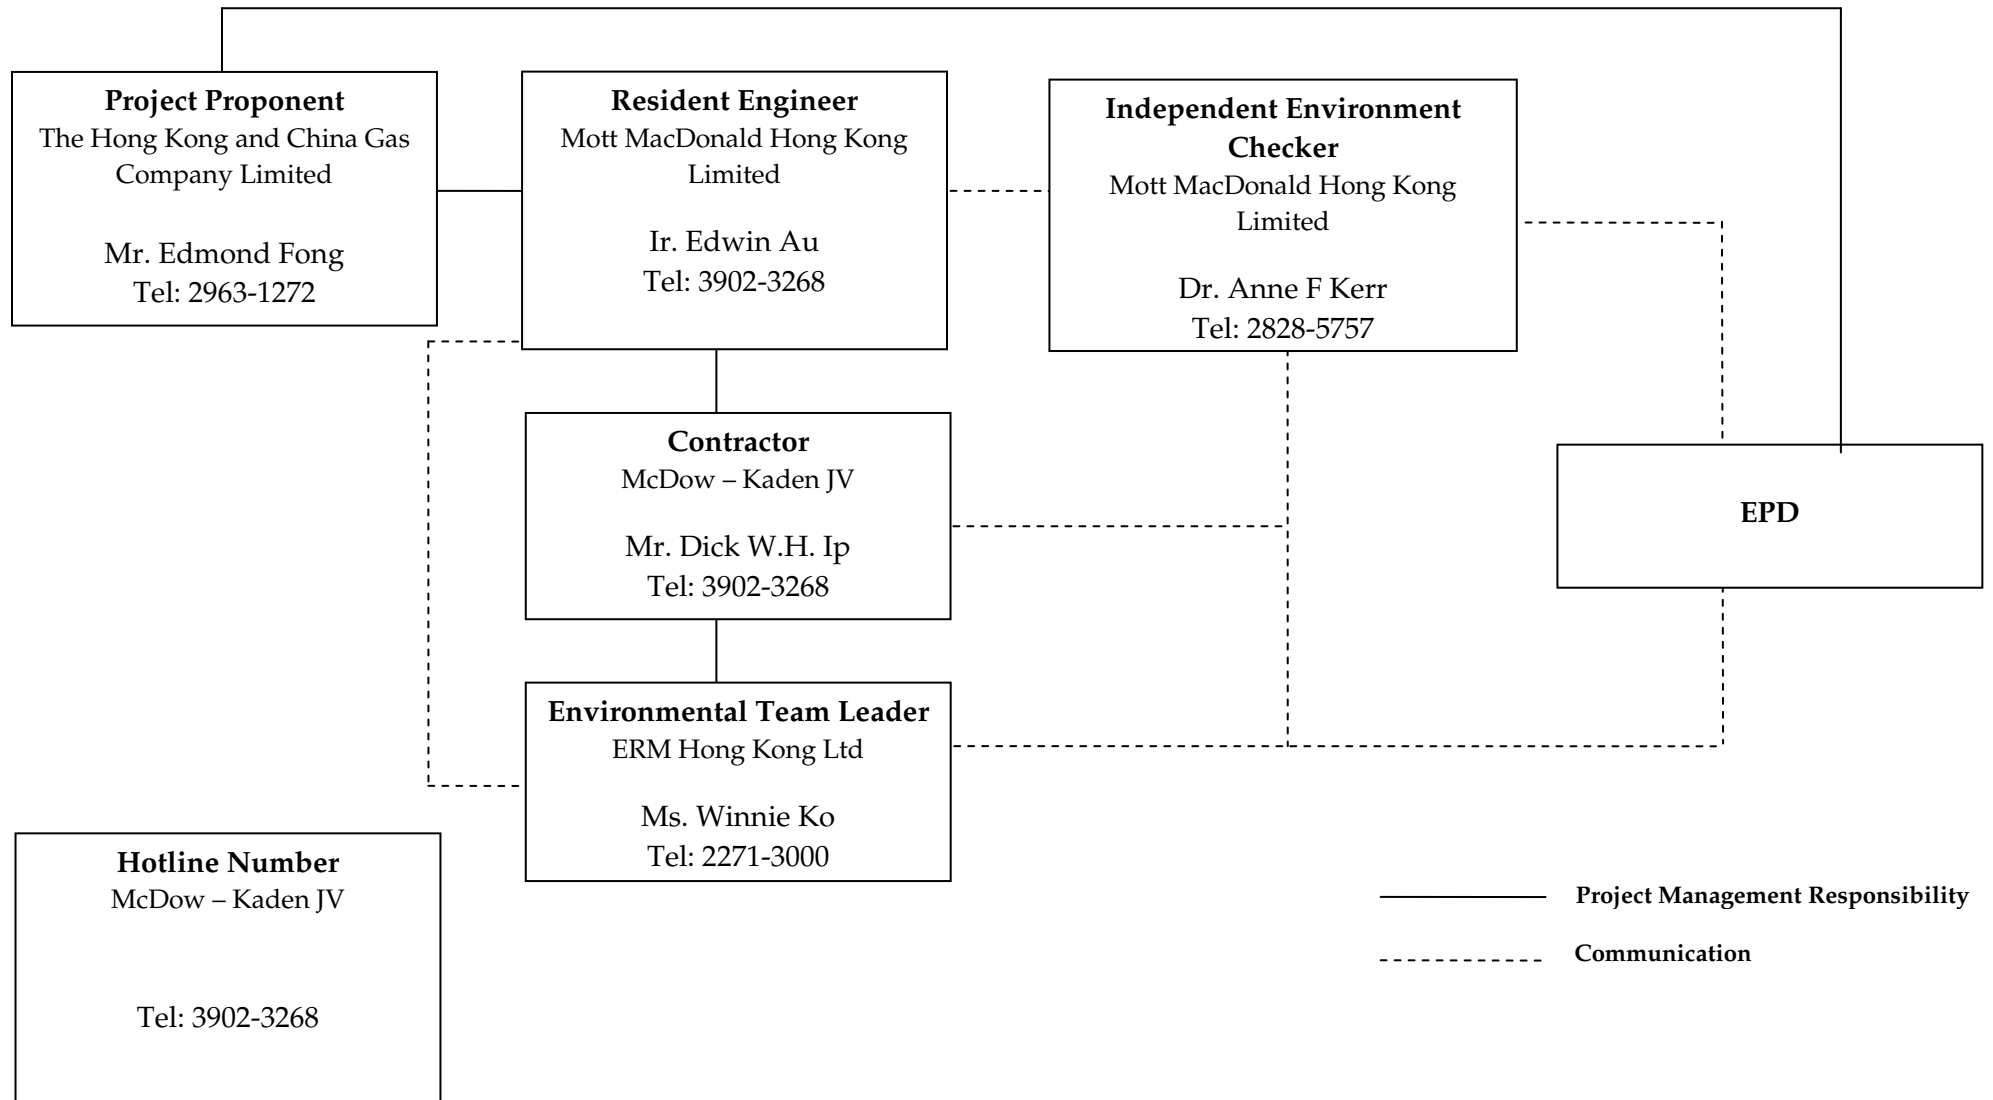 Project Proponent
The Hong Kong and China Gas
Company Limited
Mr. Edmond Fong
Tel: 2963-1272
Resident Engineer
Mott MacDonald Hong Kong
Limited
Ir. Edwin Au
Tel: 3902-3268
Independent Environment
Checker
Mott MacDonald Hong Kong
Limited
Dr. Anne F Kerr
Tel: 2828-5757
Contractor
McDow – Kaden JV
Mr. Dick W.H. Ip
Tel: 3902-3268
EPD
Environmental Team Leader
ERM Hong Kong Ltd
Ms. Winnie Ko
Tel: 2271-3000
Hotline Number
McDow – Kaden JV
Tel: 3902-3268
Project Management Responsibility
Communication